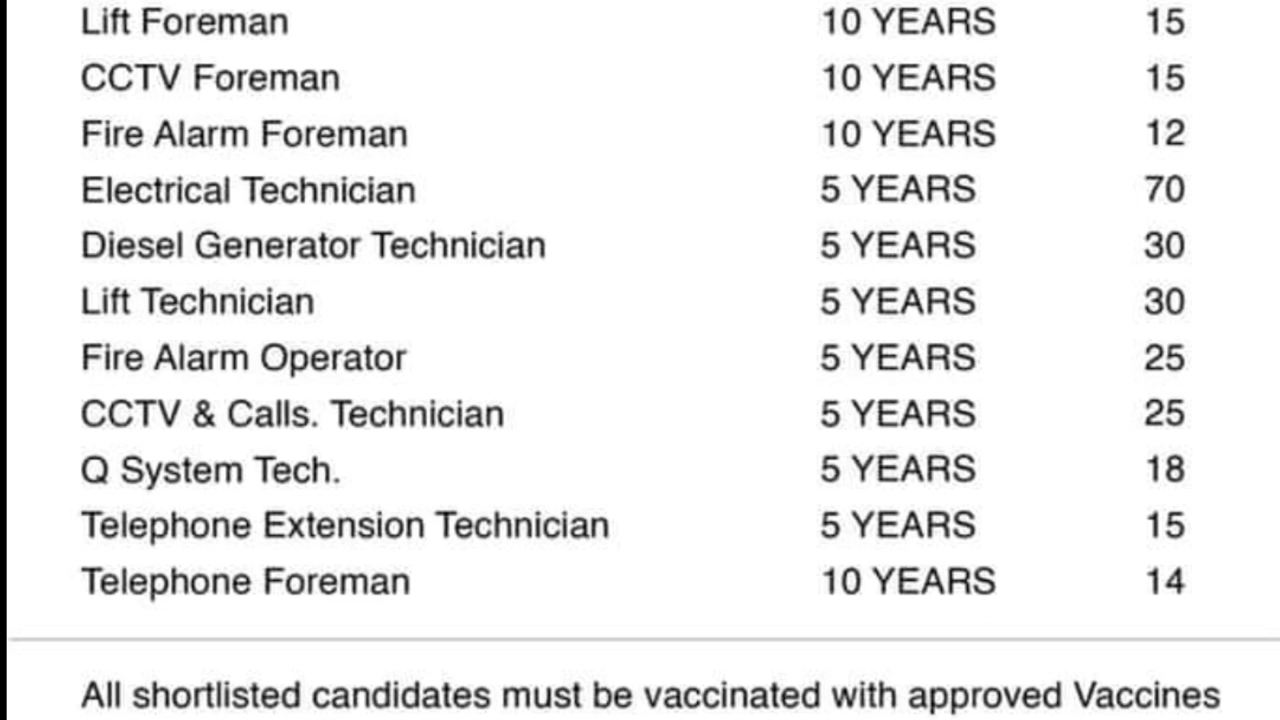 Lift Foreman 10 YEARS 15
CCTV Foreman 10 YEARS 15
Fire Alarm Foreman 10 YEARS 12
Electrical Technician 5 YEARS 70
Diesel Generator Technician 5 YEARS 30
Lift Technician 5 YEARS 30
Fire Alarm Operator 5 YEARS 25
CCTV & Calls. Technician 5 YEARS 25
Q System Tech. 5 YEARS 18
Telephone Extension Technician 5 YEARS 15
Telephone Foreman 10 YEARS 14
All shortlisted candidates must be vaccinated with approved Vaccines